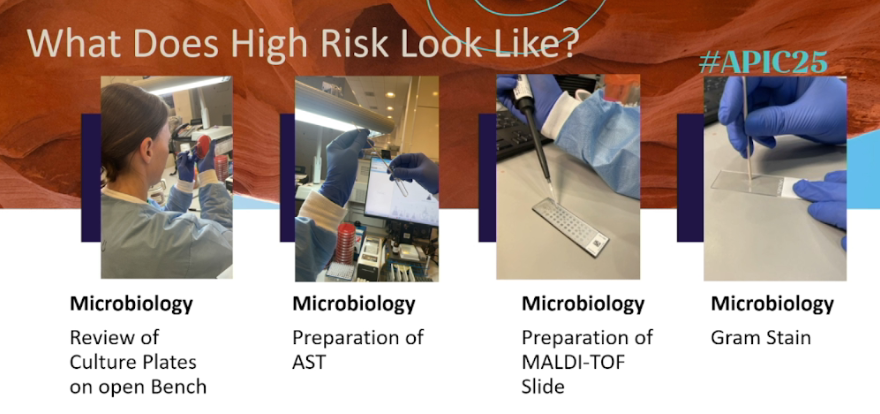 What Does High Risk Look Like?
#APIC25
Microbiology
Review of
Culture Plates
on open Bench
Microbiology
Preparation of
AST
Microbiology
Preparation of
MALDI-TOF
Slide
Microbiology
Gram Stain